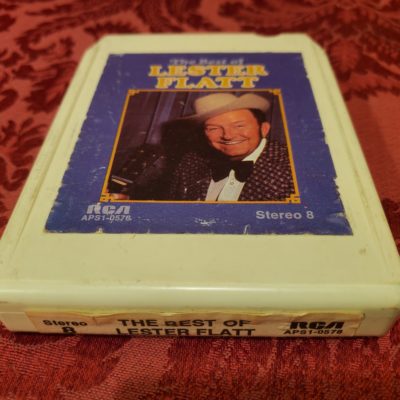 The Best of
LESTER
FLATT
RCA
APS1-0578
Stereo 8
Stereo
8
THE BEST OF
LESTER FLATT
RCA
APS1-0578